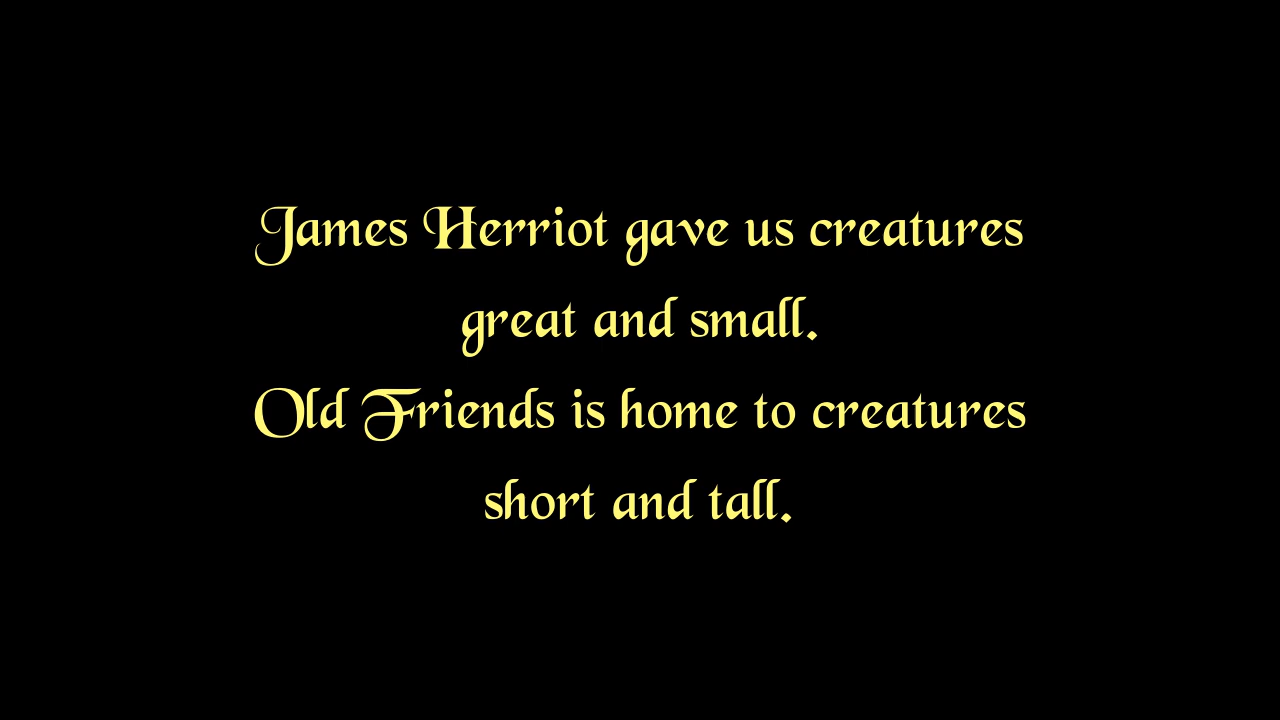 James Herriot gave us creatures
great and small.
Old Friends is home to creatures
short and tall.